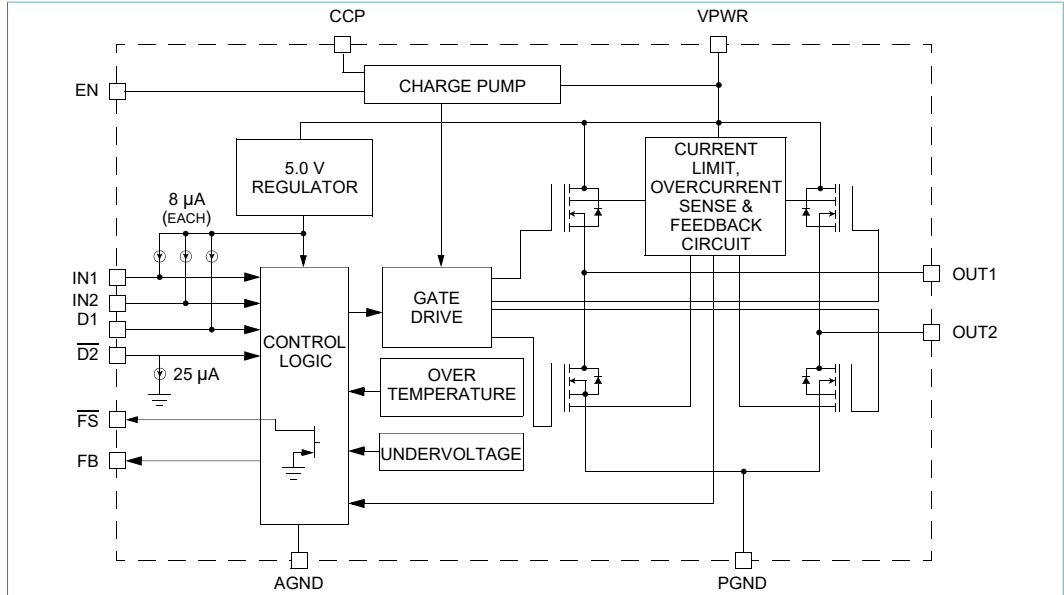 CCP
VPWR
EN
CHARGE PUMP
5.0 V
REGULATOR
CURRENT
LIMIT,
OVERCURRENT
SENSE &
FEEDBACK
CIRCUIT
8 µA
(EACH)
IN1
IN2
D1
D2
25 µA
FS
FB
CONTROL
LOGIC
GATE
DRIVE
OVER
TEMPERATURE
UNDERVOLTAGE
OUT1
OUT2
AGND
PGND